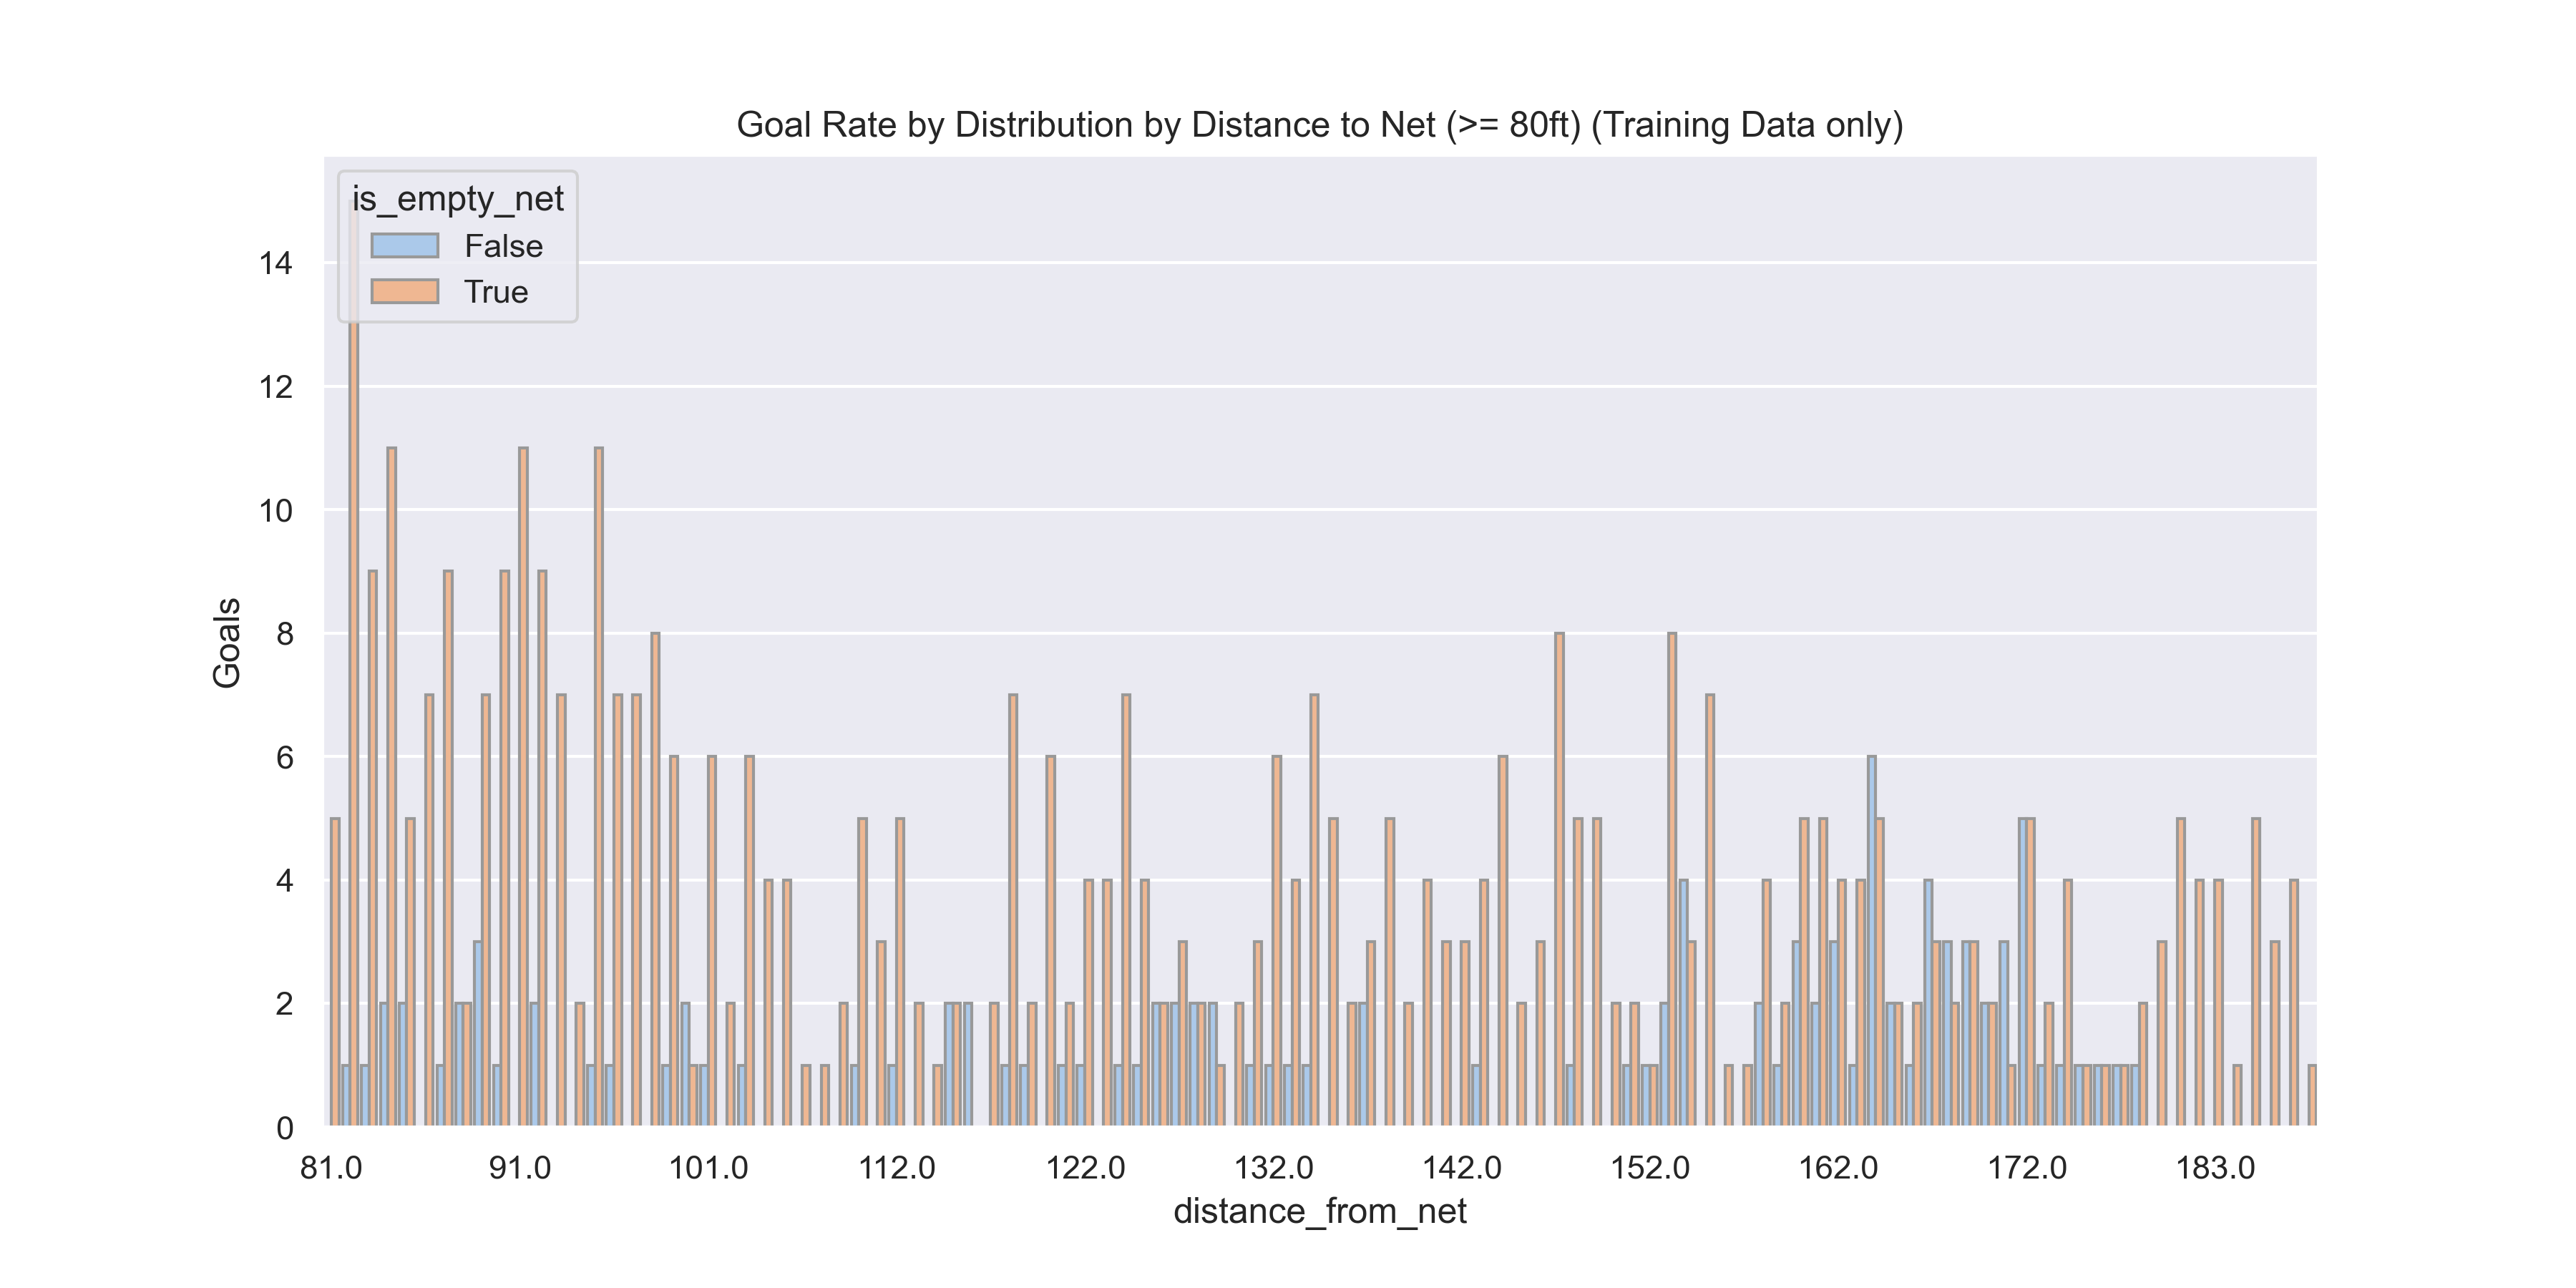 Goal Rate by Distribution by Distance to Net (>= 80ft) (Training Data only)
is_empty_net
False
True
14
12
10
8
6
4
2
0
Goals
81.0 91.0 101.0 112.0 122.0 132.0 142.0 152.0 162.0 172.0 183.0
distance_from_net